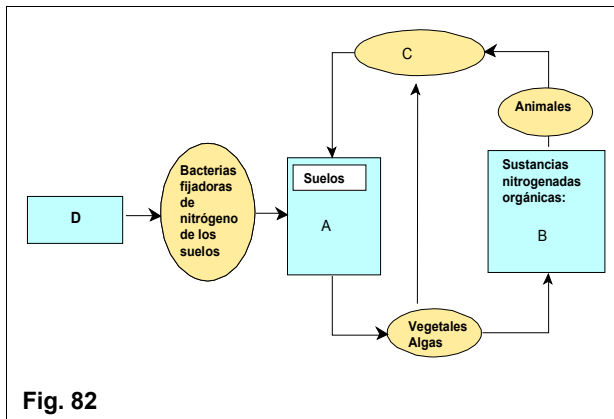 C
Animales
Bacterias
fijadoras
de
nitrógeno
de los
suelos
Suelos
A
Sustancias
nitrogenadas
orgánicas:
B
D
Vegetales
Algas
Fig. 82